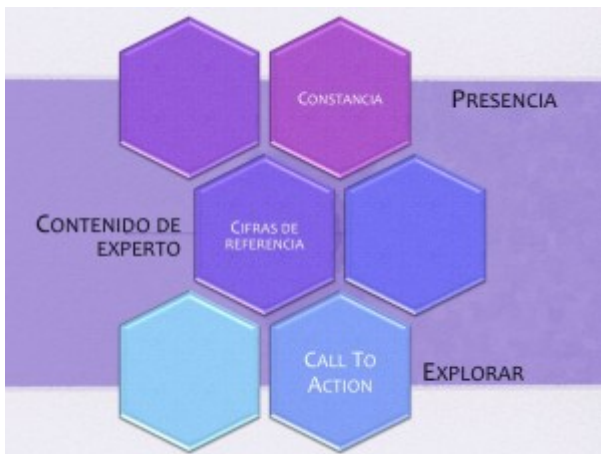 CONSTANCIA
PRESENCIA
CONTENIDO DE
EXPERTO
CIFRAS DE
REFERENCIA
CALL TO
ACTION
EXPLORAR